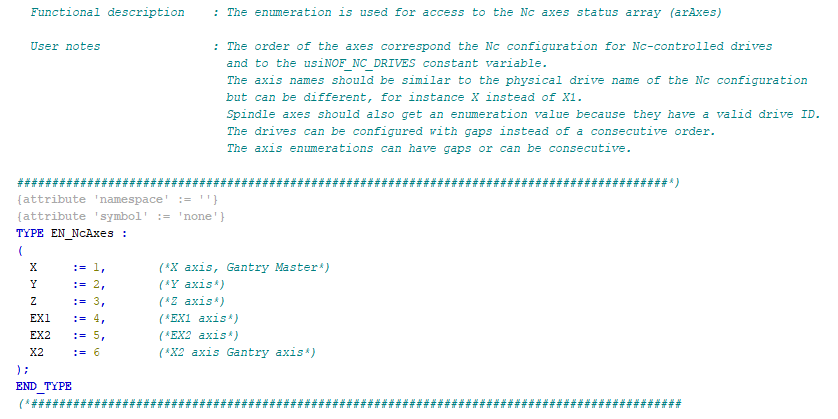 Functional description    : The enumeration is used for access to the Nc axes status array (arAxes)
User notes                : The order of the axes correspond the Nc configuration for Nc-controlled drives
and to the usiNOF_NC_DRIVES constant variable.
The axis names should be similar to the physical drive name of the Nc configuration
but can be different, for instance X instead of X1.
Spindle axes should also get an enumeration value because they have a valid drive ID.
The drives can be configured with gaps instead of a consecutive order.
The axis enumerations can have gaps or can be consecutive.
#############################################################################################*)
{attribute 'namespace' := ''}
{attribute 'symbol' := 'none'}
TYPE EN_NcAxes :
(
X     := 1,       (*X axis, Gantry Master*)
Y     := 2,       (*Y axis*)
Z     := 3,       (*Z axis*)
EX1   := 4,       (*EX1 axis*)
EX2   := 5,       (*EX2 axis*)
X2    := 6        (*X2 axis Gantry axis*)
);
END_TYPE
(*#############################################################################################